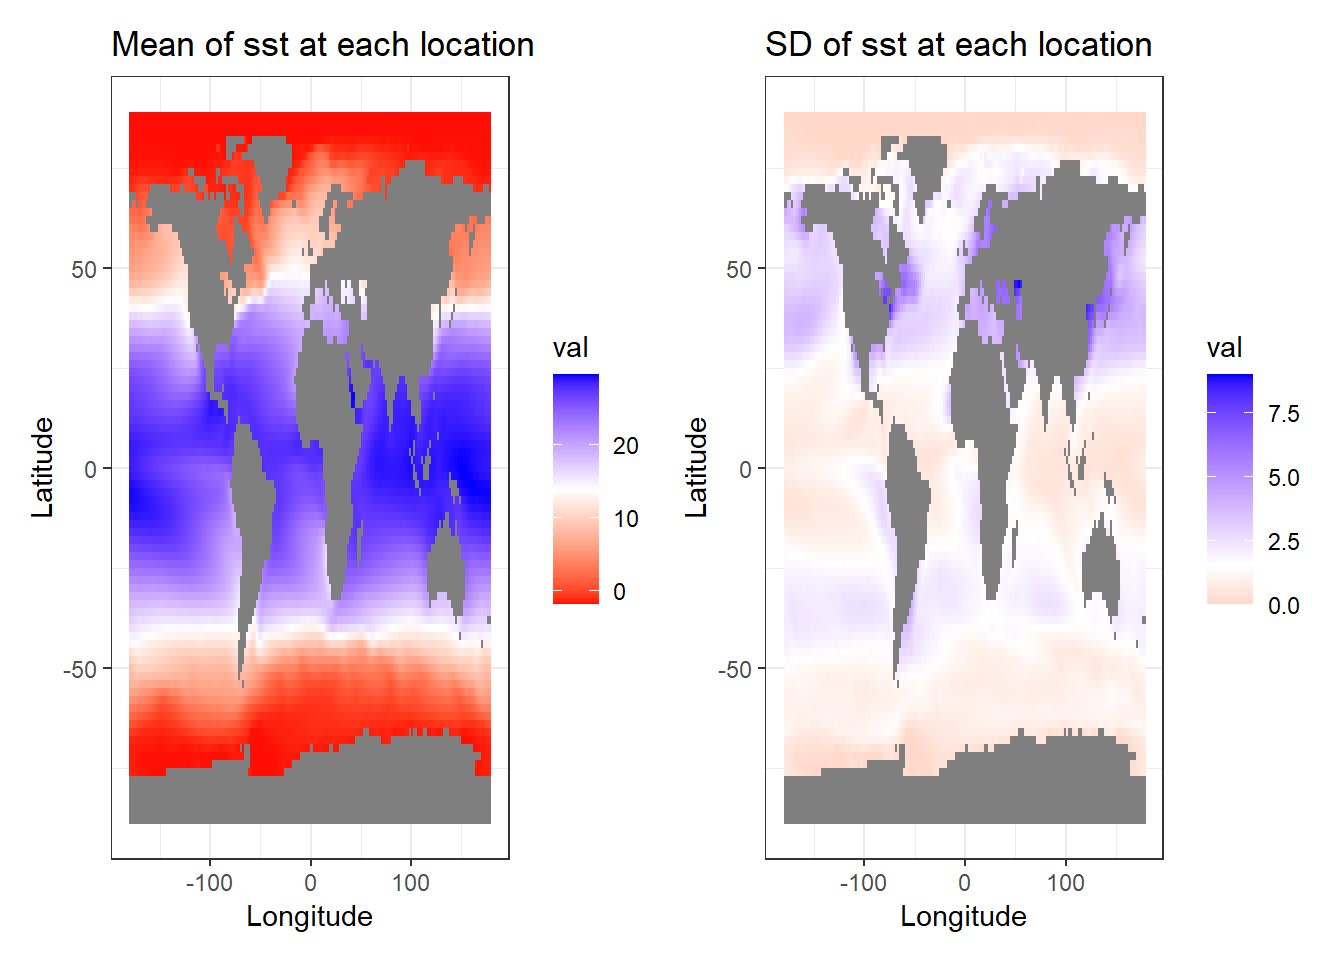 Mean of sst at each location
50
0
-50
-100 0 100
Longitude
Latitude
val
20
10
0
SD of sst at each location
50
0
-50
-100 0 100
Longitude
Latitude
val
7.5
5.0
2.5
0.0